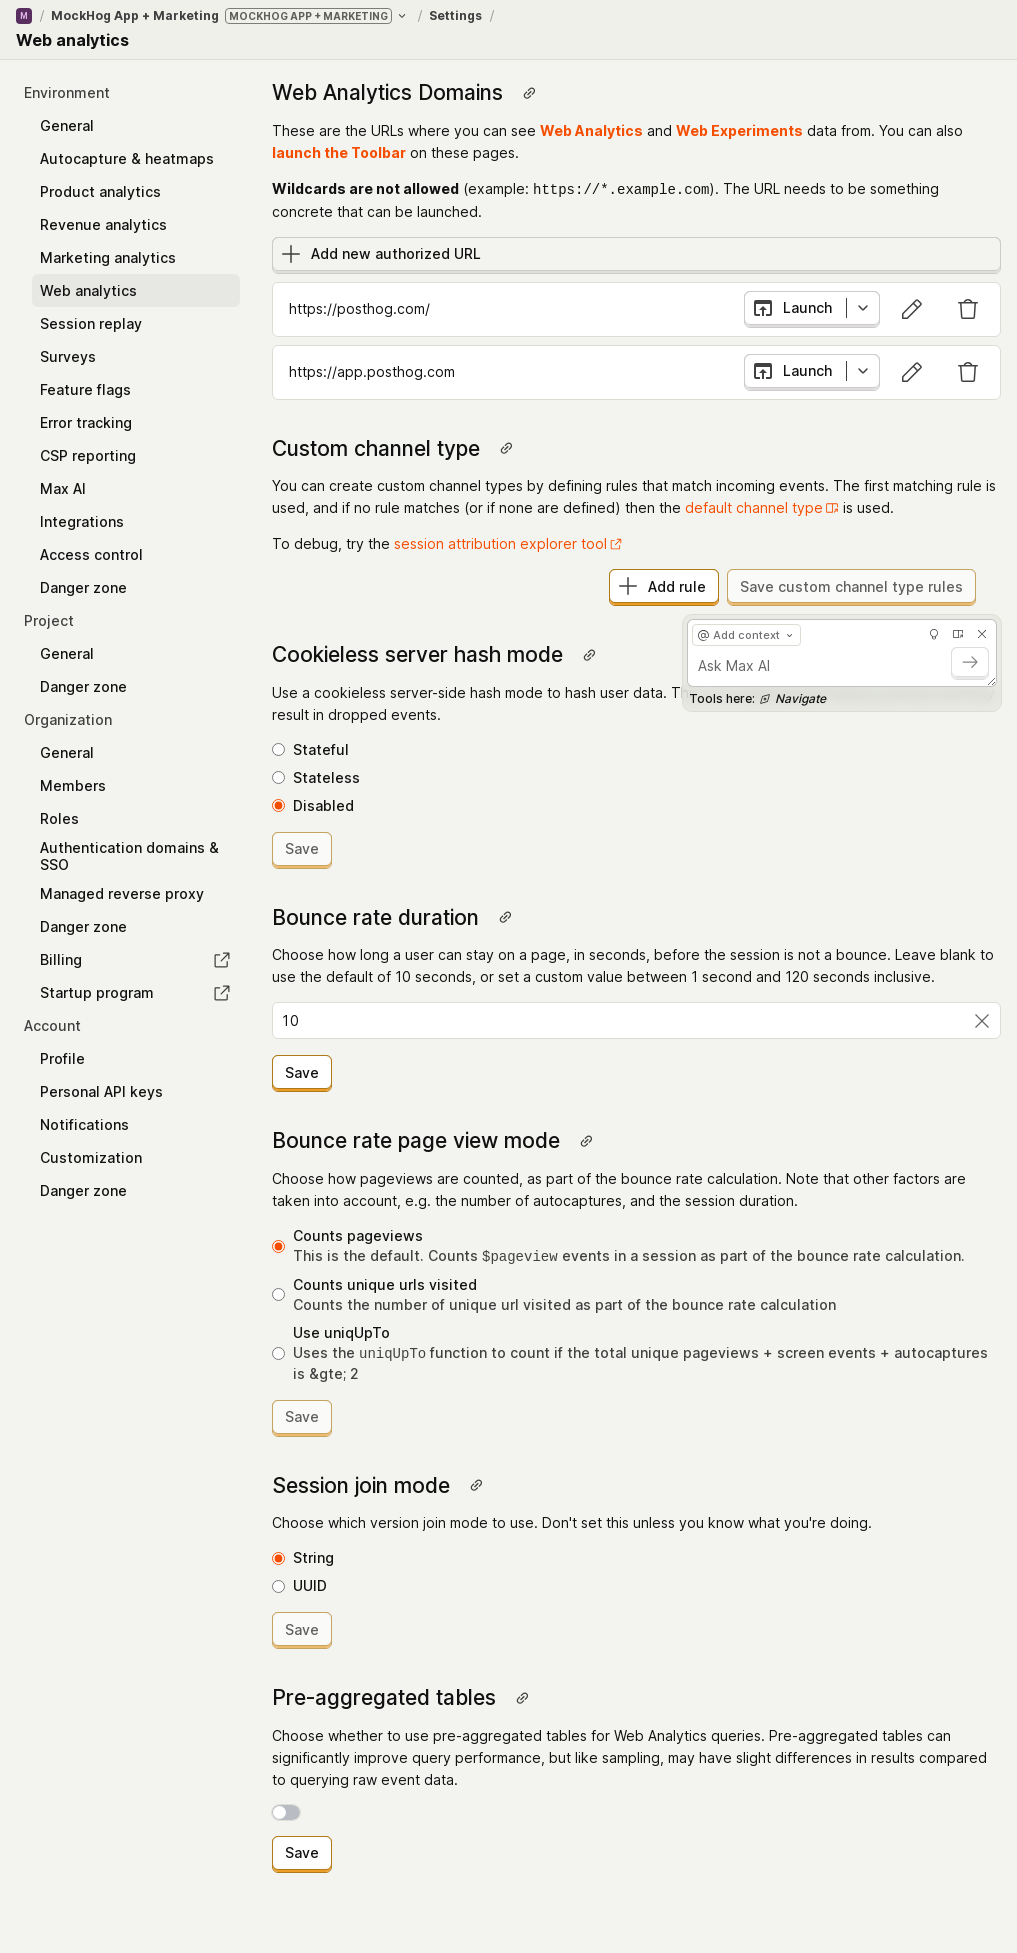 M / MockHog App + Marketing MOCKHOG APP + MARKETING / Settings /
Web analytics
Environment
General
Autocapture & heatmaps
Product analytics
Revenue analytics
Marketing analytics
Web analytics
Session replay
Surveys
Feature flags
Error tracking
CSP reporting
Max AI
Integrations
Access control
Danger zone
Project
General
Danger zone
Organization
General
Members
Roles
Authentication domains &
SSO
Managed reverse proxy
Danger zone
Billing
Startup program
Account
Profile
Personal API keys
Notifications
Customization
Danger zone
Web Analytics Domains
These are the URLs where you can see Web Analytics and Web Experiments data from. You can also
launch the Toolbar on these pages.
Wildcards are not allowed (example: https://*.example.com). The URL needs to be something
concrete that can be launched.
Add new authorized URL
https://posthog.com/ Launch
https://app.posthog.com Launch
Custom channel type
You can create custom channel types by defining rules that match incoming events. The first matching rule is
used, and if no rule matches (or if none are defined) then the default channel type is used.
To debug, try the session attribution explorer tool
Add rule Save custom channel type rules
@ Add context
Ask Max AI
Tools here: Navigate
Cookieless server hash mode
Use a cookieless server-side hash mode to hash user data. T
result in dropped events.
Stateful
Stateless
Disabled
Save
Bounce rate duration
Choose how long a user can stay on a page, in seconds, before the session is not a bounce. Leave blank to
use the default of 10 seconds, or set a custom value between 1 second and 120 seconds inclusive.
10
Save
Bounce rate page view mode
Choose how pageviews are counted, as part of the bounce rate calculation. Note that other factors are
taken into account, e.g. the number of autocaptures, and the session duration.
Counts pageviews
This is the default. Counts $pageview events in a session as part of the bounce rate calculation.
Counts unique urls visited
Counts the number of unique url visited as part of the bounce rate calculation
Use uniqUpTo
Uses the uniqUpTo function to count if the total unique pageviews + screen events + autocaptures
is &gte; 2
Save
Session join mode
Choose which version join mode to use. Don't set this unless you know what you're doing.
String
UUID
Save
Pre-aggregated tables
Choose whether to use pre-aggregated tables for Web Analytics queries. Pre-aggregated tables can
significantly improve query performance, but like sampling, may have slight differences in results compared
to querying raw event data.
Save